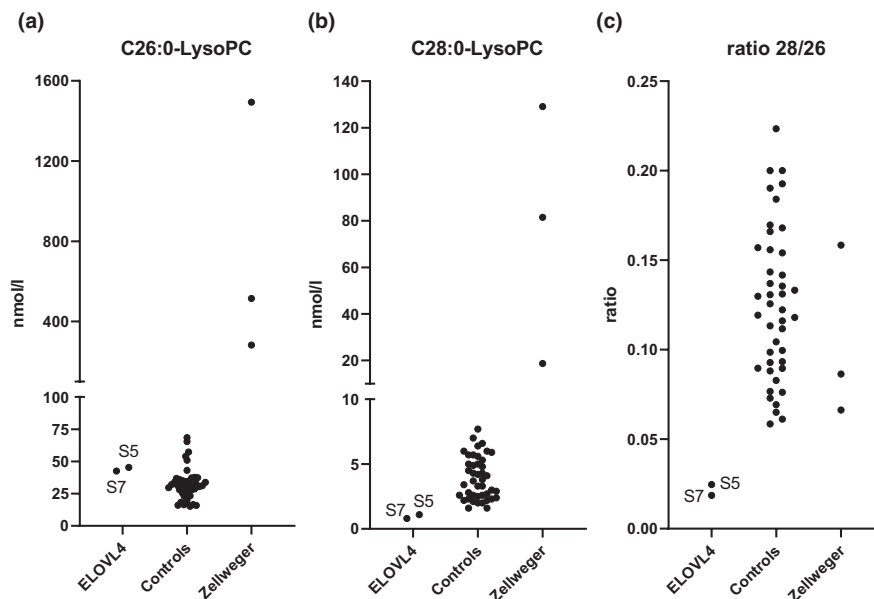 (a)
C26:0-LysoPC
nmol/l
1600
1200
800
400
100
75
50
25
0
S5
S7
ELOVL4
Controls
Zellweger
(b)
C28:0-LysoPC
nmol/l
140
120
100
80
60
40
20
10
5
0
S7
S5
ELOVL4
Controls
Zellweger
(c)
ratio 28/26
ratio
0.25
0.20
0.15
0.10
0.05
0.00
S5
S7
ELOVL4
Controls
Zellweger